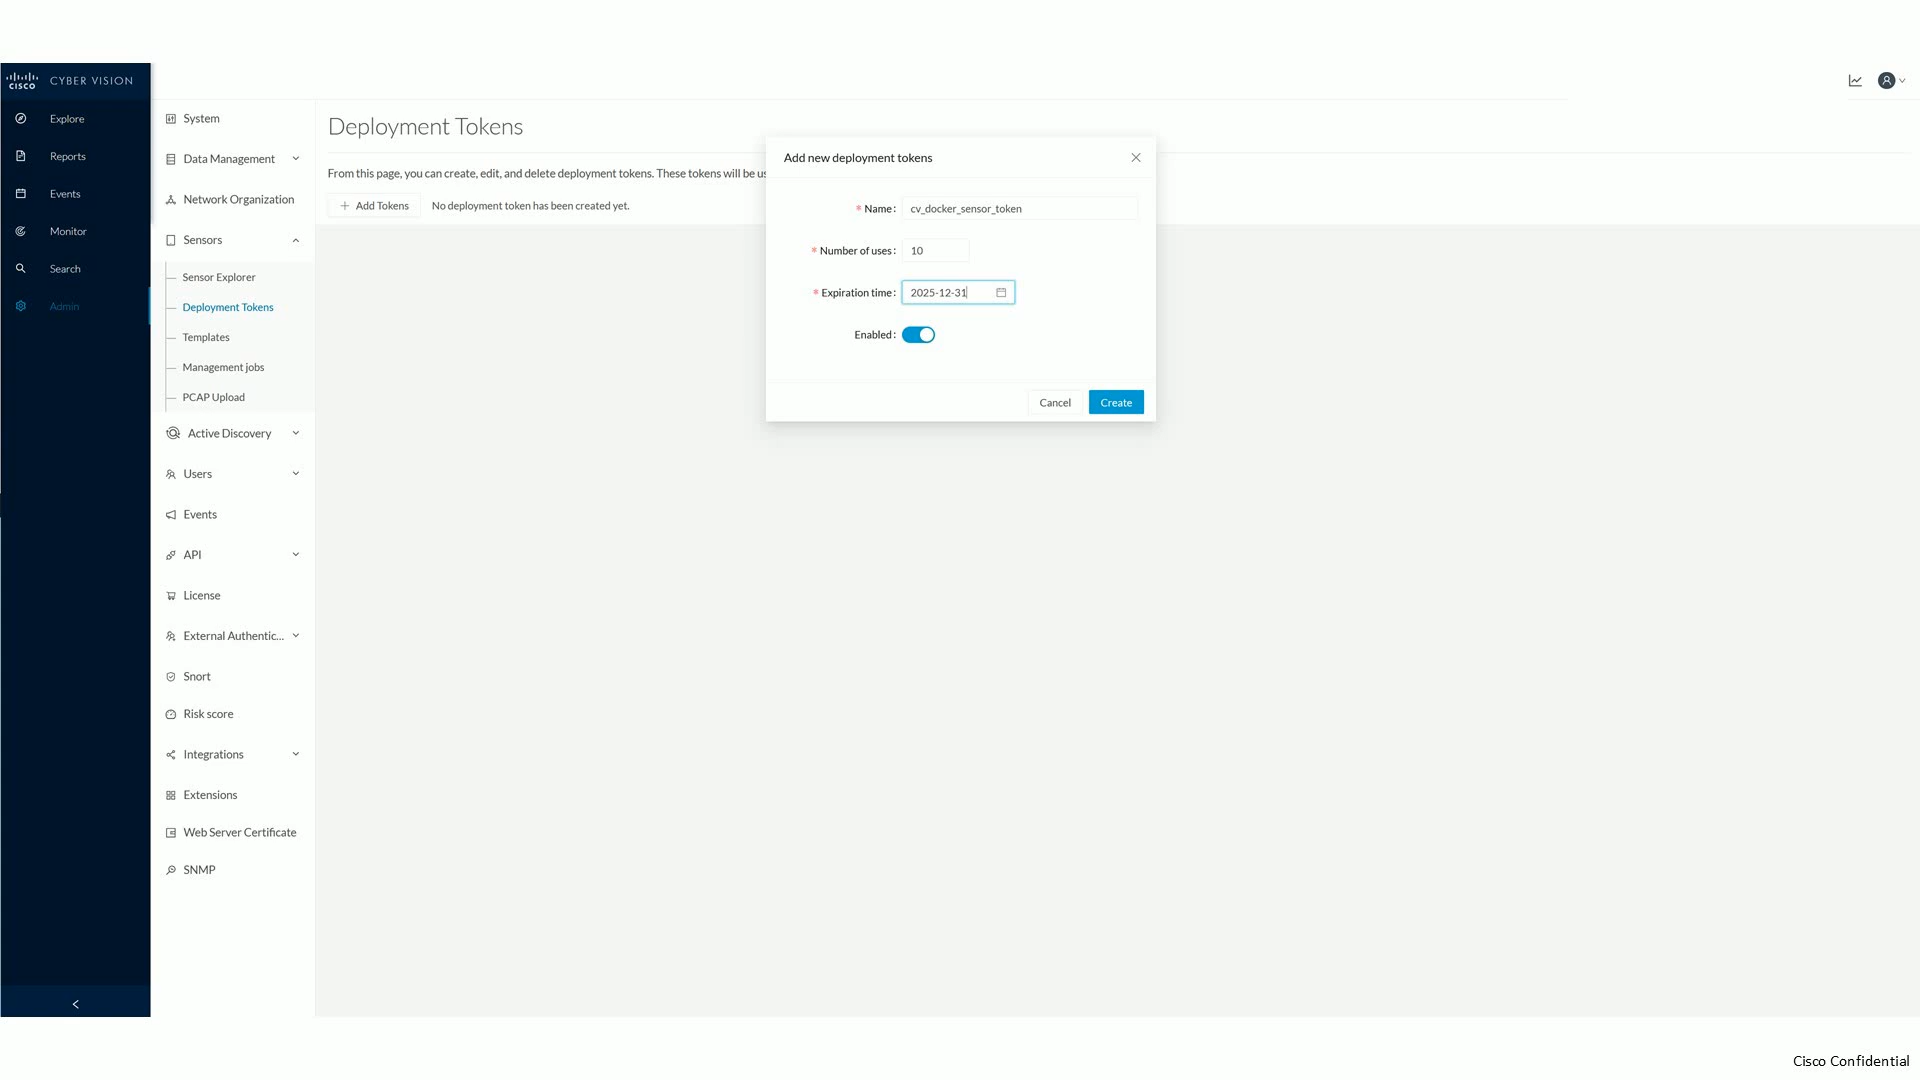 CISCO CYBER VISION
Explore
Reports
Events
Monitor
Search
Admin
System
Data Management
Network Organization
Sensors
Sensor Explorer
Deployment Tokens
Templates
Management jobs
PCAP Upload
Active Discovery
Users
Events
API
License
External Authentic...
Snort
Risk score
Integrations
Extensions
Web Server Certificate
SNMP
Deployment Tokens
From this page, you can create, edit, and delete deployment tokens. These tokens will be us
+ Add Tokens No deployment token has been created yet.
Add new deployment tokens
* Name: cv_docker_sensor_token
* Number of uses: 10
* Expiration time: 2025-12-31
Enabled:
Cancel Create
Cisco Confidential